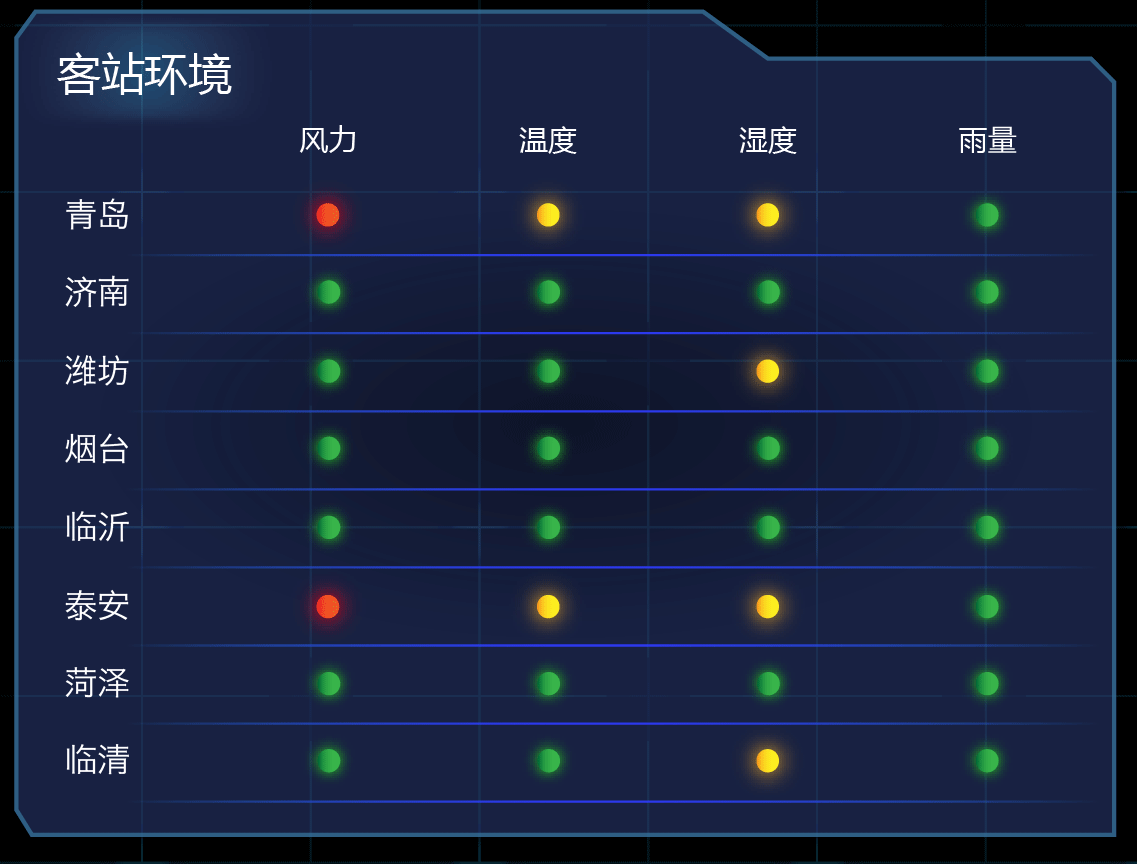 客站环境
风力 温度 湿度 雨量
青岛
济南
潍坊
烟台
临沂
泰安
菏泽
临清